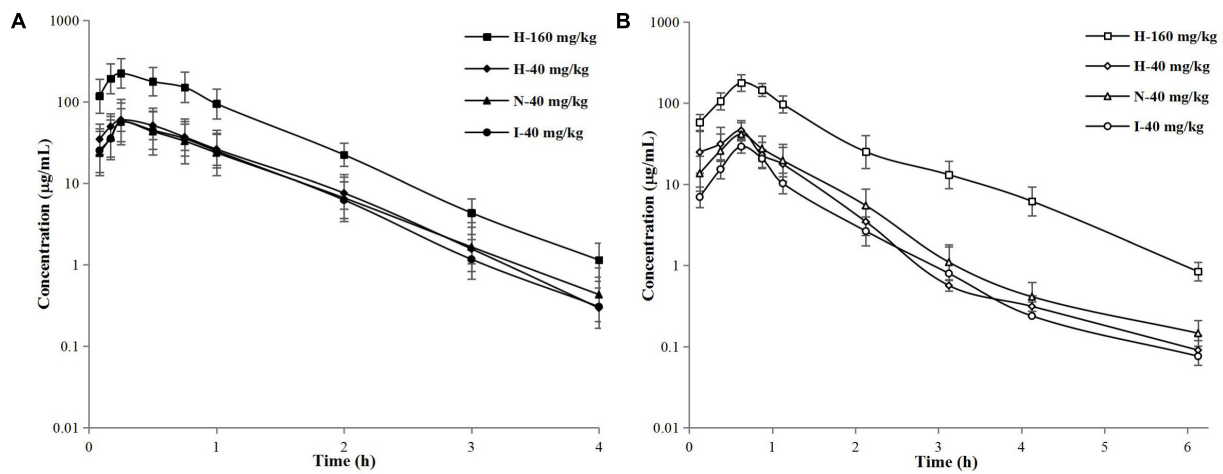 A
1000
100
10
1
0.1
0.01
Concentration (µg/mL)
0
1
2
3
4
Time (h)
H-160 mg/kg
H-40 mg/kg
N-40 mg/kg
I-40 mg/kg
B
1000
100
10
1
0.1
0.01
Concentration (µg/mL)
0
1
2
3
4
5
6
Time (h)
H-160 mg/kg
H-40 mg/kg
N-40 mg/kg
I-40 mg/kg